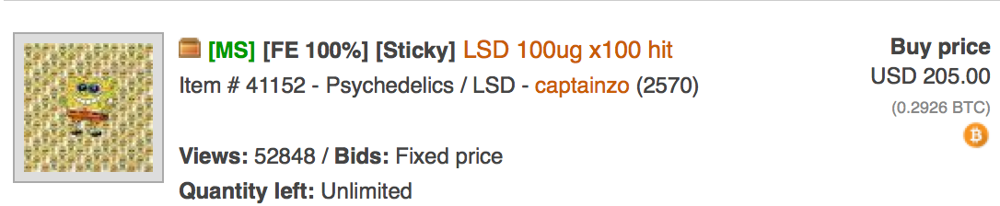 [MS] [FE 100%] [Sticky] LSD 100ug x100 hit
Item # 41152 - Psychedelics / LSD - captainzo (2570)
Views: 52848 / Bids: Fixed price
Quantity left: Unlimited
Buy price
USD 205.00
(0.2926 BTC)